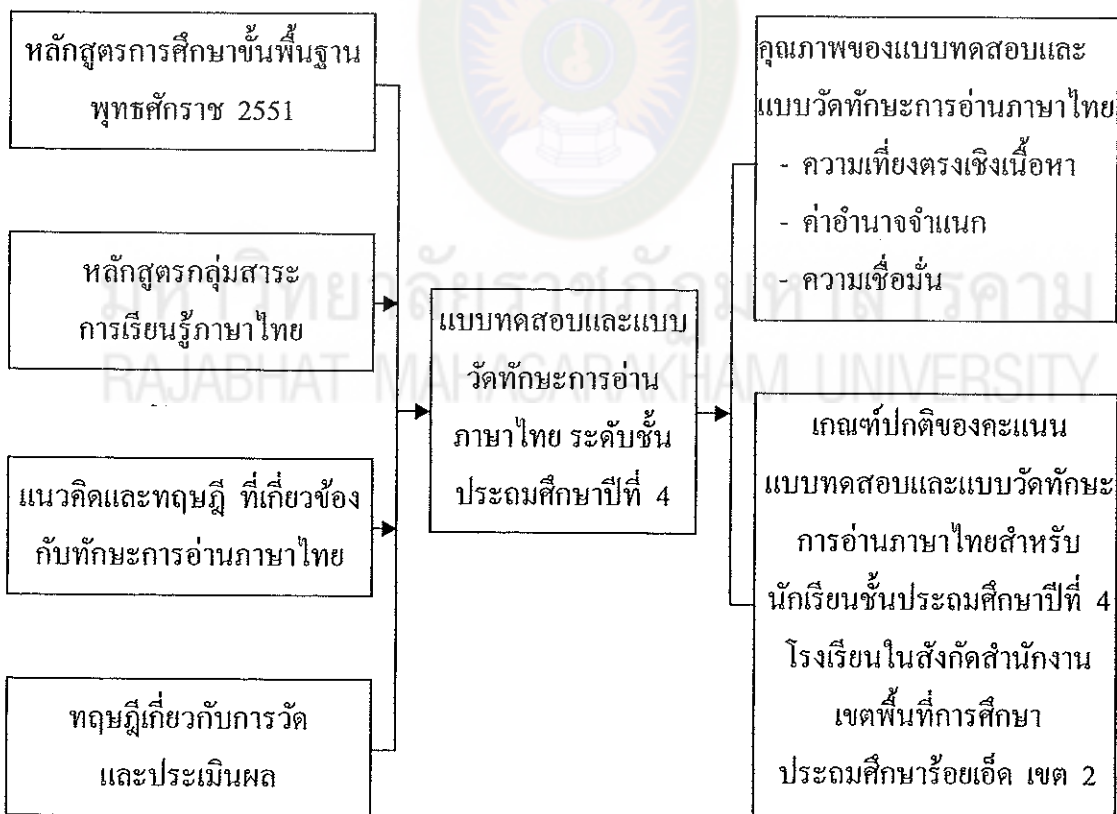 หลักสูตรการศึกษาขั้นพื้นฐาน
พุทธศักราช 2551
หลักสูตรกลุ่มสาระ
การเรียนรู้ภาษาไทย
แนวคิดและทฤษฎี ที่เกี่ยวข้อง
กับทักษะการอ่านภาษาไทย
ทฤษฎีเกี่ยวกับการวัด
และประเมินผล
แบบทดสอบและแบบ
วัดทักษะการอ่าน
ภาษาไทย ระดับชั้น
ประถมศึกษาปีที่ 4
คุณภาพของแบบทดสอบและ
แบบวัดทักษะการอ่านภาษาไทย
- ความเที่ยงตรงเชิงเนื้อหา
- ค่าอำนาจจำแนก
- ความเชื่อมั่น
เกณฑ์ปกติของคะแนน
แบบทดสอบและแบบวัดทักษะ
การอ่านภาษาไทยสำหรับ
นักเรียนชั้นประถมศึกษาปีที่ 4
โรงเรียนในสังกัดสำนักงาน
เขตพื้นที่การศึกษา
ประถมศึกษาร้อยเอ็ด เขต 2
มหาวิทยาลัยราชภัฏมหาสารคาม
RAJABHAT MAHASARAKHAM UNIVERSITY